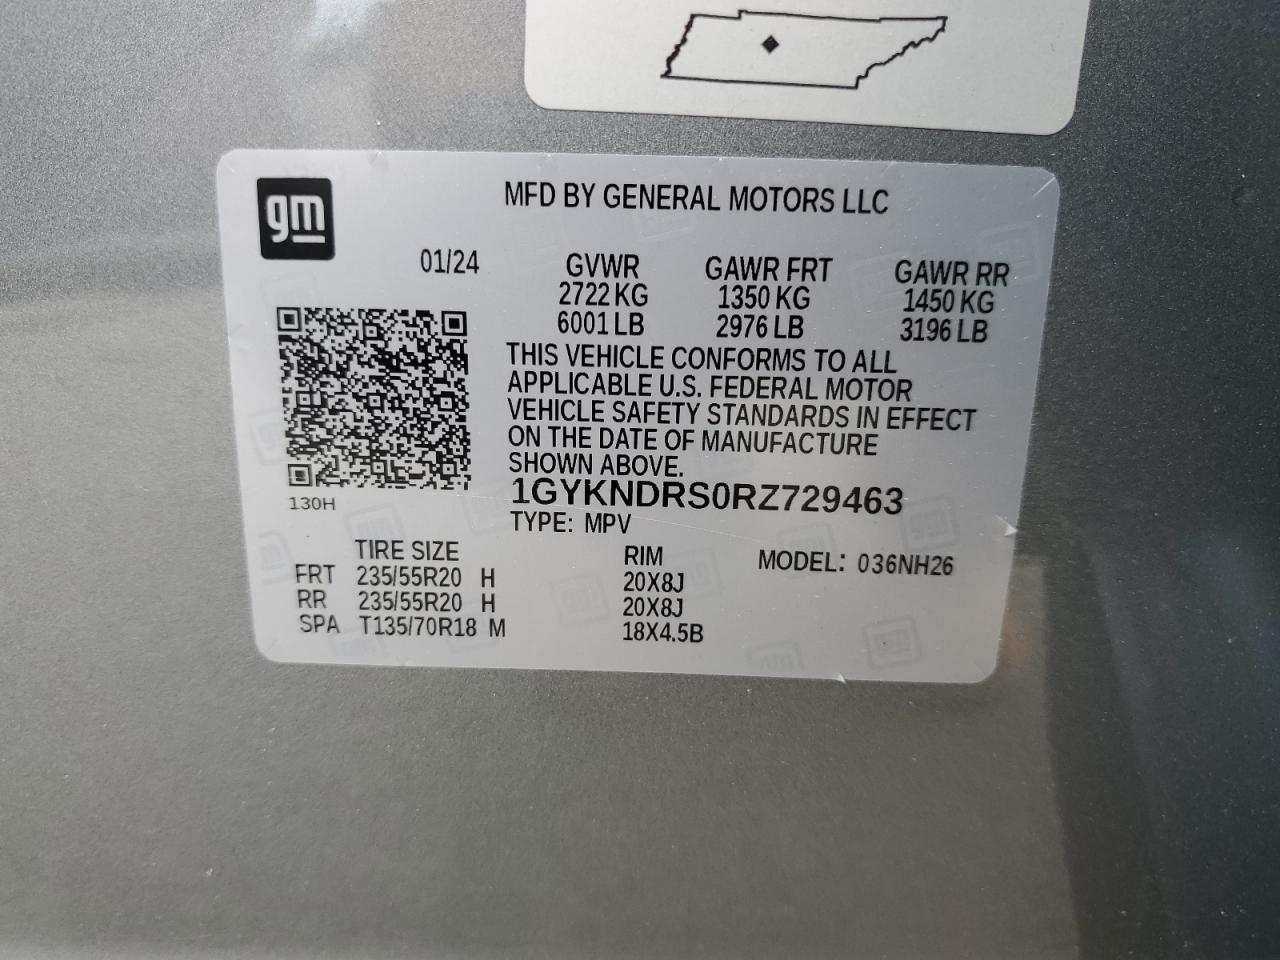 gm
MFD BY GENERAL MOTORS LLC
01/24
GVWR GAWR FRT GAWR RR
2722 KG 1350 KG 1450 KG
6001 LB 2976 LB 3196 LB
THIS VEHICLE CONFORMS TO ALL
APPLICABLE U.S. FEDERAL MOTOR
VEHICLE SAFETY STANDARDS IN EFFECT
ON THE DATE OF MANUFACTURE
SHOWN ABOVE.
130H
1GYKNDRS0RZ729463
TYPE: MPV
TIRE SIZE RIM MODEL: 036NH26
FRT 235/55R20 H 20X8J
RR 235/55R20 H 20X8J
SPA T135/70R18 M 18X4.5B